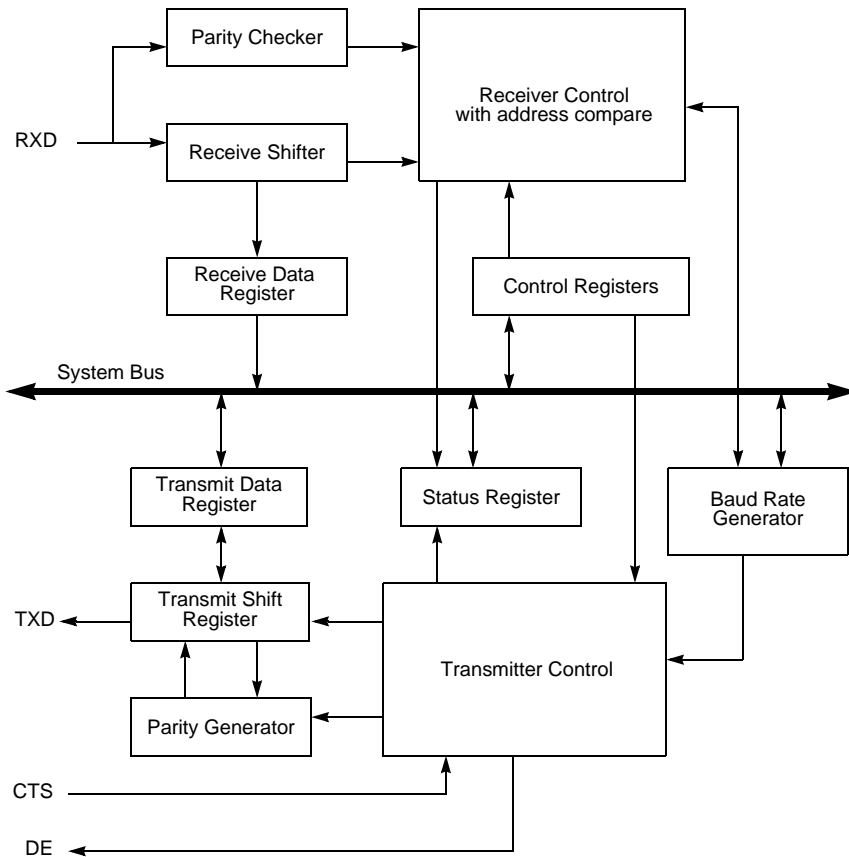 Parity Checker
Receiver Control
with address compare
RXD
Receive Shifter
Receive Data
Register
Control Registers
System Bus
Transmit Data
Register
Status Register
Baud Rate
Generator
Transmit Shift
Register
TXD
Transmitter Control
Parity Generator
CTS
DE